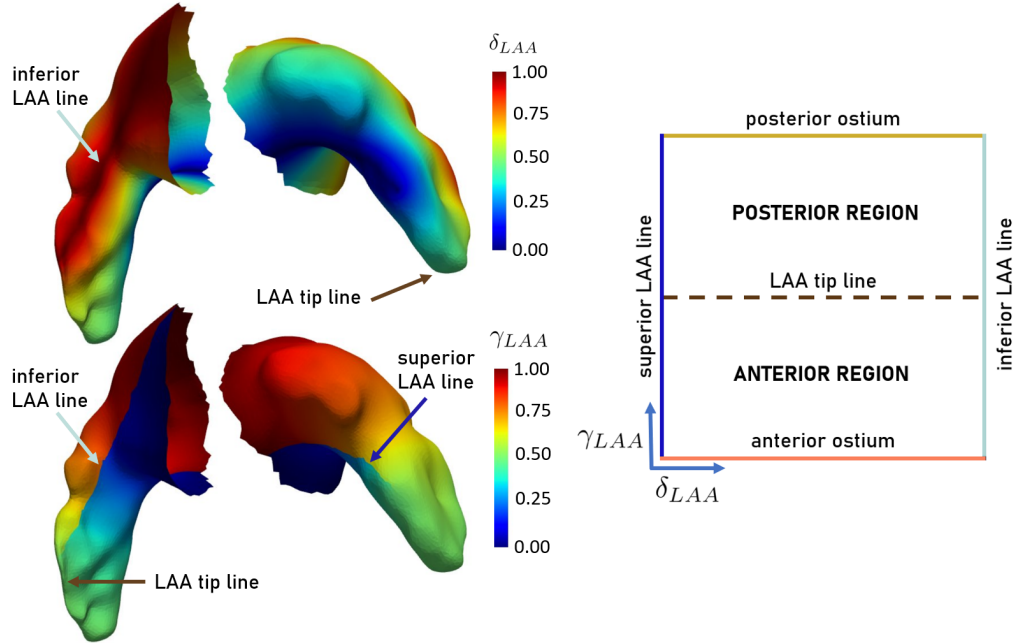 δ_LAA
1.00
0.75
0.50
0.25
0.00
inferior
LAA line
LAA tip line
γ_LAA
1.00
0.75
0.50
0.25
0.00
inferior
LAA line
superior
LAA line
LAA tip line
posterior ostium
POSTERIOR REGION
superior LAA line
LAA tip line
inferior LAA line
ANTERIOR REGION
γ_LAA
anterior ostium
δ_LAA